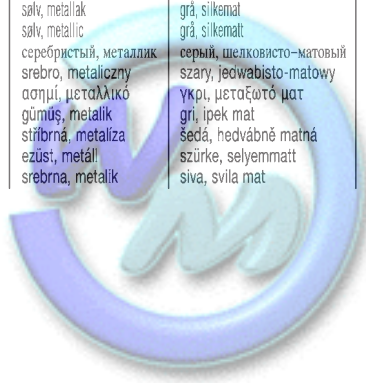 sølv, metallak grå, silkemat
sølv, metallic grå, silkematt
серебристый, металлик серый, шелковисто-матовый
srebro, metaliczny szary, jedwabisto-matowy
ασημί, μεταλλικό γκρι, μεταξωτό ματ
gümüş, metalik gri, ipek mat
stříbrná, metalíza šedá, hedvábně matná
ezüst, metáll szürke, selyemmatt
srebrna, metalik siva, svila mat